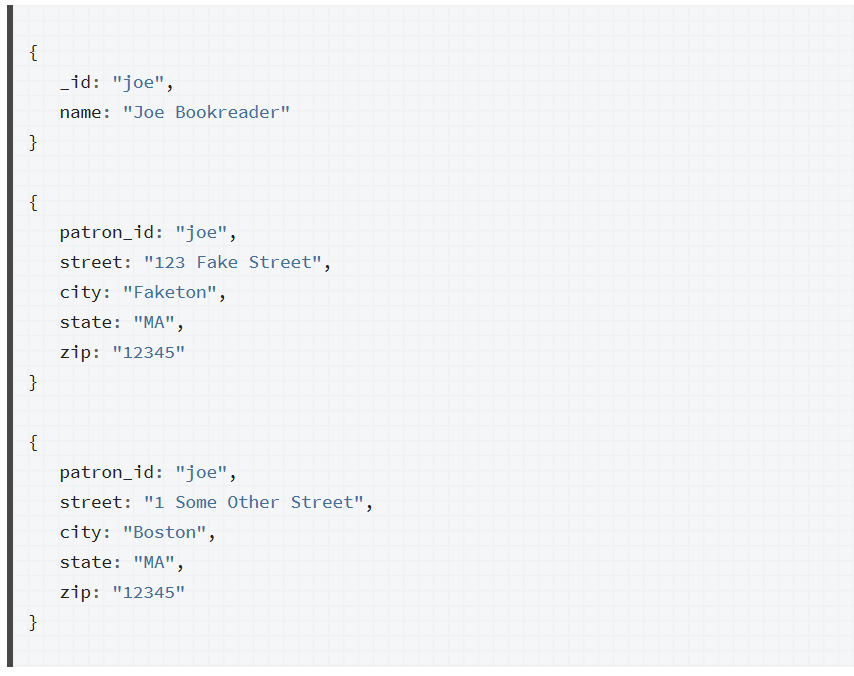 {
_id: "joe",
name: "Joe Bookreader"
}
{
patron_id: "joe",
street: "123 Fake Street",
city: "Faketon",
state: "MA",
zip: "12345"
}
{
patron_id: "joe",
street: "1 Some Other Street",
city: "Boston",
state: "MA",
zip: "12345"
}